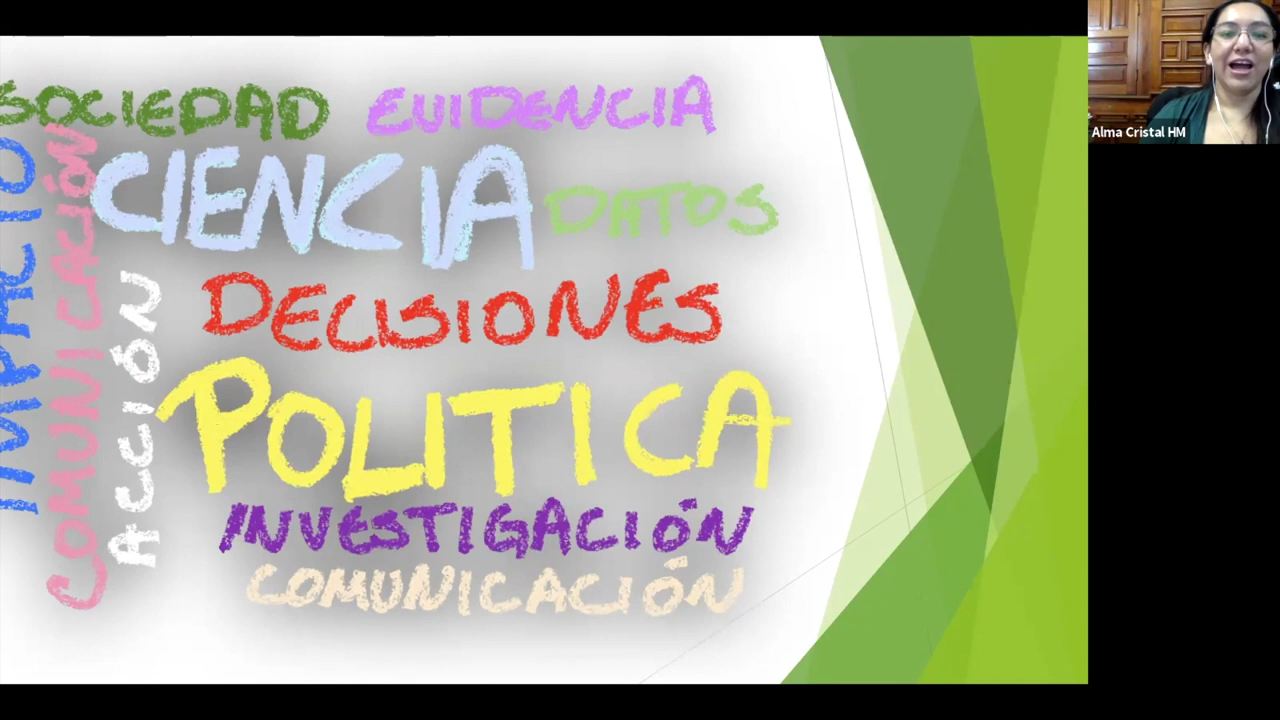 SOCIEDAD
EVIDENCIA
IMPACTO
COMUNICACIÓN
CIENCIA
DATOS
ACCIÓN
DECISIONES
POLITICA
INVESTIGACIÓN
COMUNICACIÓN
Alma Cristal HM